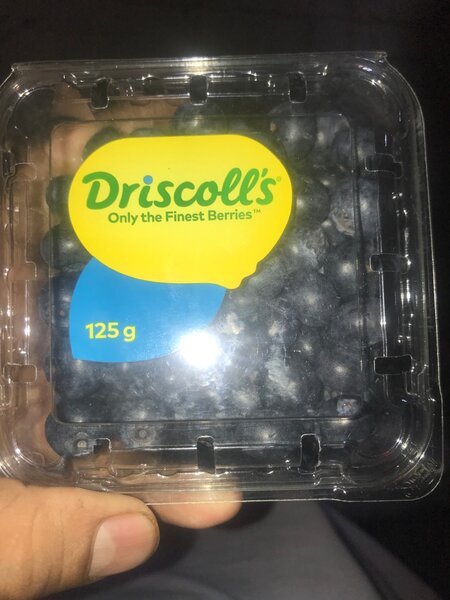 Driscoll's®
Only the Finest Berries™
125 g